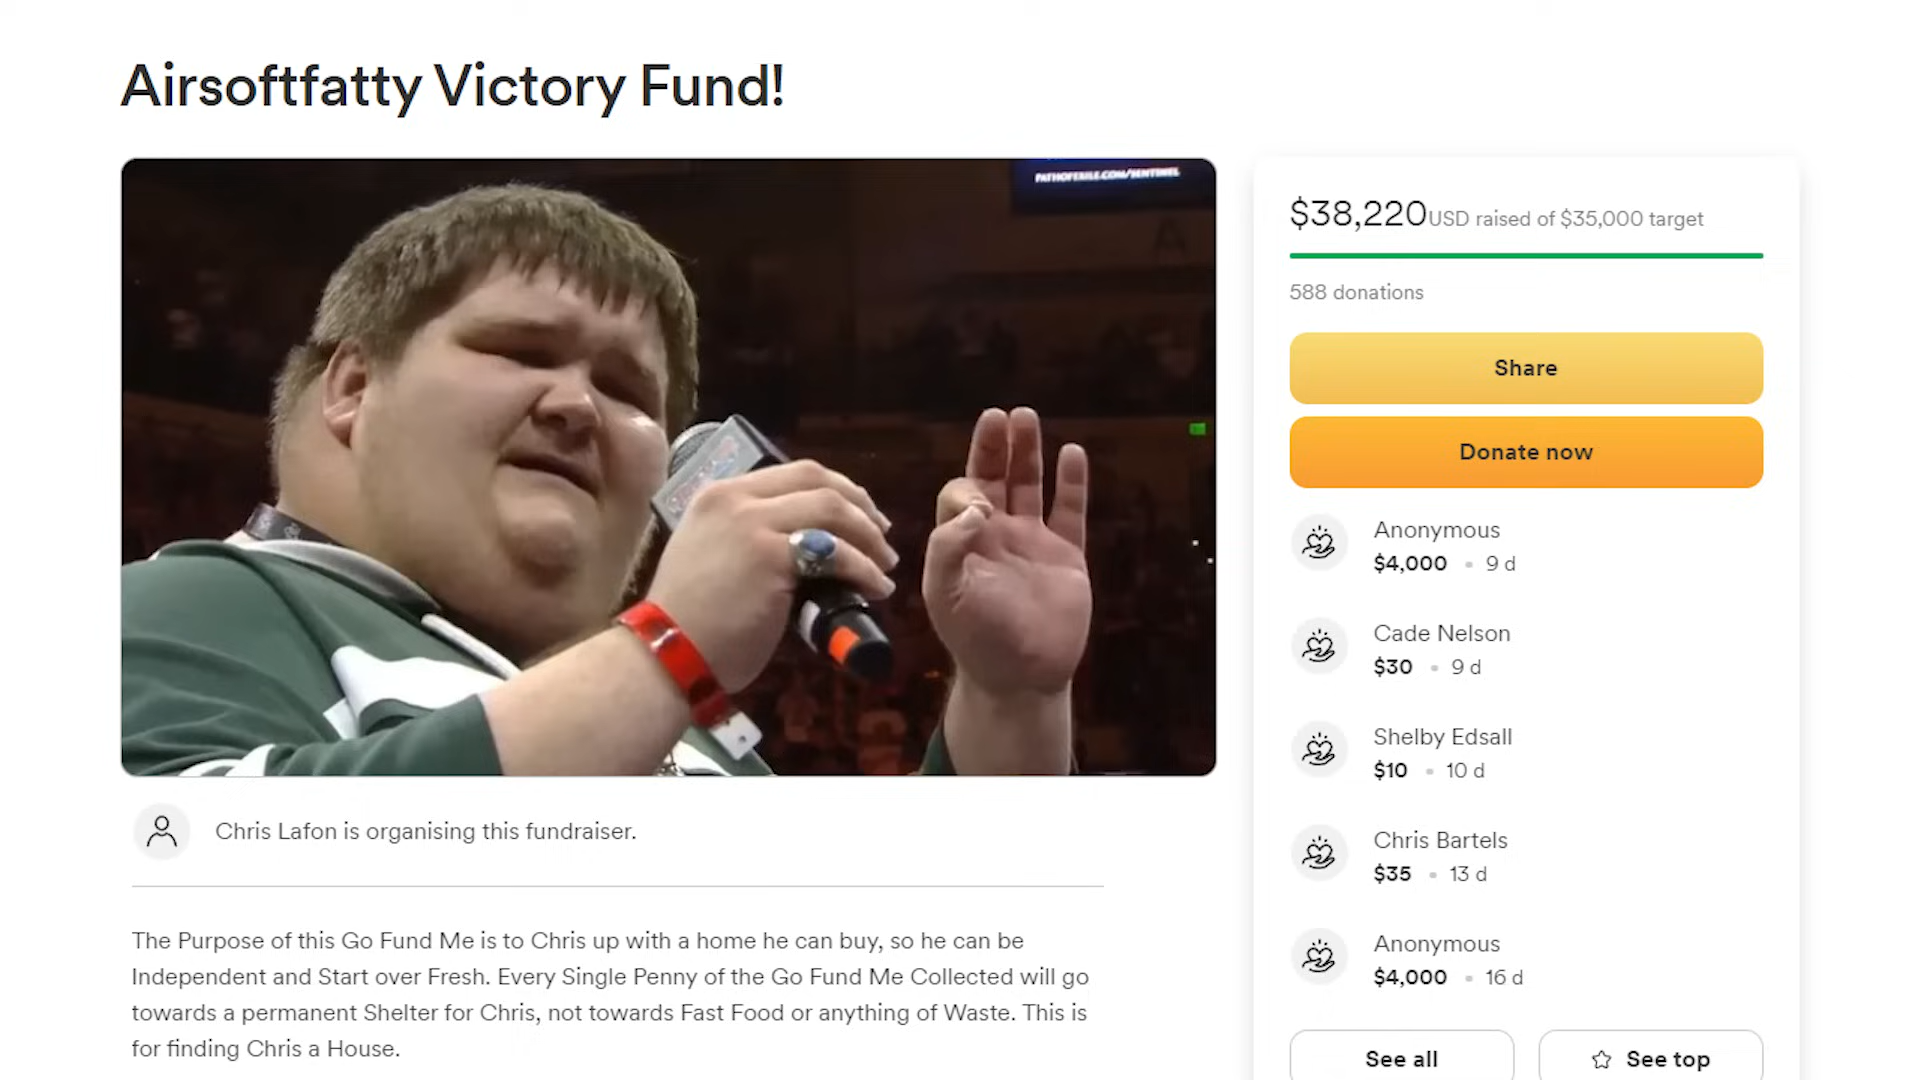 Airsoftfatty Victory Fund!
PATHOFEXILE.COM/SENTINEL
$38,220 USD raised of $35,000 target
588 donations
Share
Donate now
Anonymous
$4,000 • 9 d
Cade Nelson
$30 • 9 d
Shelby Edsall
$10 • 10 d
Chris Bartels
$35 • 13 d
Anonymous
$4,000 • 16 d
See all
See top
Chris Lafon is organising this fundraiser.
The Purpose of this Go Fund Me is to Chris up with a home he can buy, so he can be
Independent and Start over Fresh. Every Single Penny of the Go Fund Me Collected will go
towards a permanent Shelter for Chris, not towards Fast Food or anything of Waste. This is
for finding Chris a House.